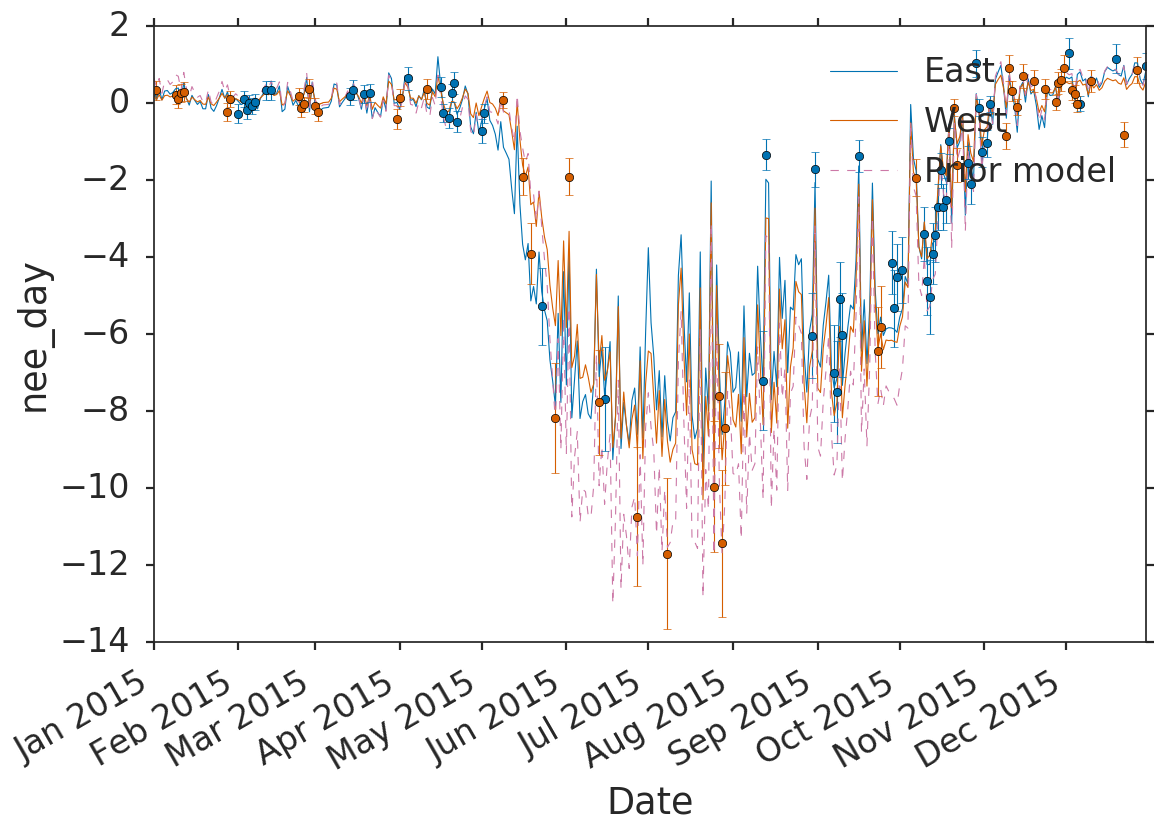 2
0
−2
−4
−6
−8
−10
−12
−14
nee_day
East
West
Prior model
Jan 2015
Feb 2015
Mar 2015
Apr 2015
May 2015
Jun 2015
Jul 2015
Aug 2015
Sep 2015
Oct 2015
Nov 2015
Dec 2015
Date